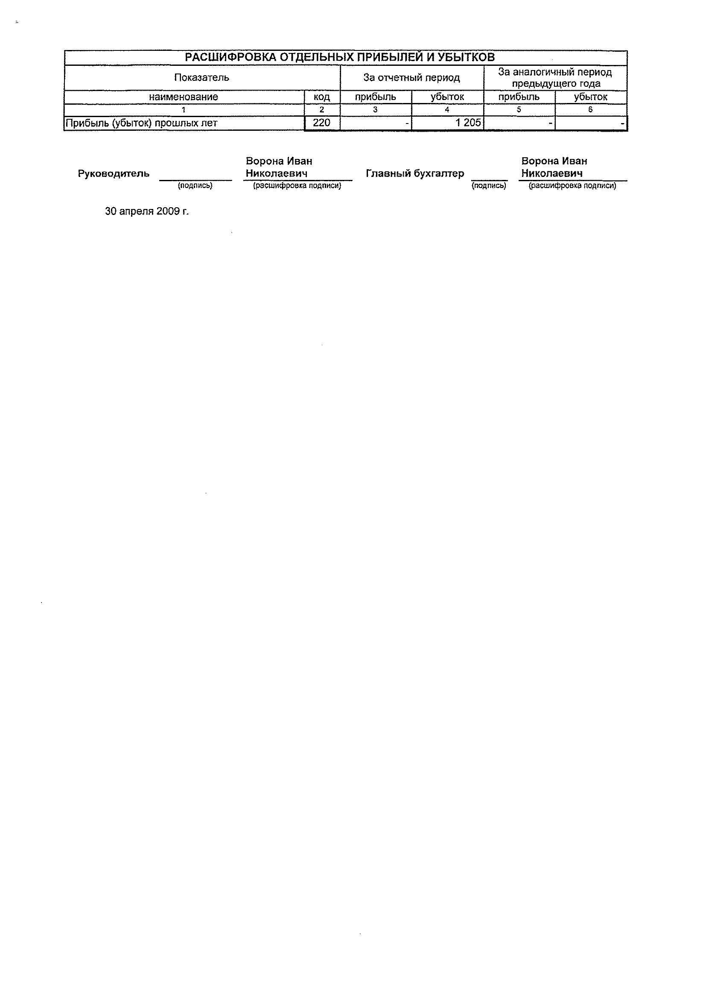 РАСШИФРОВКА ОТДЕЛЬНЫХ ПРИБЫЛЕЙ И УБЫТКОВ
Показатель За отчетный период За аналогичный период предыдущего года
наименование код прибыль убыток прибыль убыток
1 2 3 4 5 6
Прибыль (убыток) прошлых лет 220 - 1 205 - -
Руководитель Ворона Иван Николаевич Главный бухгалтер Ворона Иван Николаевич
(подпись) (расшифровка подписи) (подпись) (расшифровка подписи)
30 апреля 2009 г.